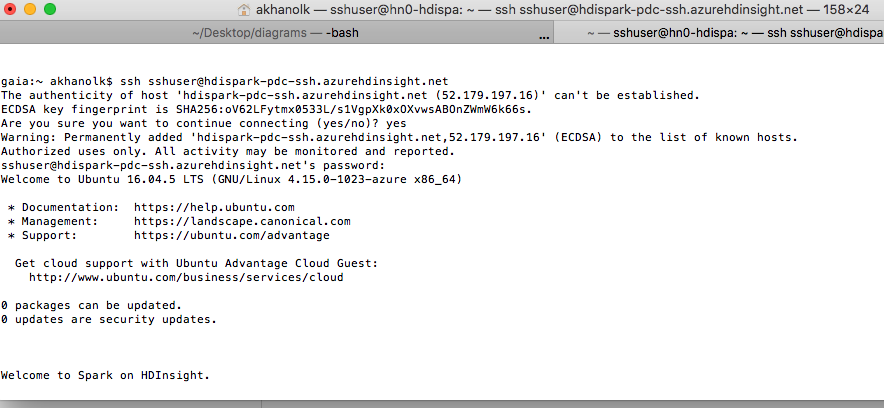 akhanolk — sshuser@hn0-hdispa: ~ — ssh sshuser@hdispark-pdc-ssh.azurehdinsight.net — 158×24
~/Desktop/diagrams — -bash ... ~ — sshuser@hn0-hdispa: ~ — ssh sshuser@hdispa
gaia:~ akhanolk$ ssh sshuser@hdispark-pdc-ssh.azurehdinsight.net
The authenticity of host 'hdispark-pdc-ssh.azurehdinsight.net (52.179.197.16)' can't be established.
ECDSA key fingerprint is SHA256:oV62LFytmx0533L/s1VgpXk0xOXvwsABOnZWmW6k66s.
Are you sure you want to continue connecting (yes/no)? yes
Warning: Permanently added 'hdispark-pdc-ssh.azurehdinsight.net,52.179.197.16' (ECDSA) to the list of known hosts.
Authorized uses only. All activity may be monitored and reported.
sshuser@hdispark-pdc-ssh.azurehdinsight.net's password:
Welcome to Ubuntu 16.04.5 LTS (GNU/Linux 4.15.0-1023-azure x86_64)
* Documentation: https://help.ubuntu.com
* Management: https://landscape.canonical.com
* Support: https://ubuntu.com/advantage
Get cloud support with Ubuntu Advantage Cloud Guest:
http://www.ubuntu.com/business/services/cloud
0 packages can be updated.
0 updates are security updates.
Welcome to Spark on HDInsight.